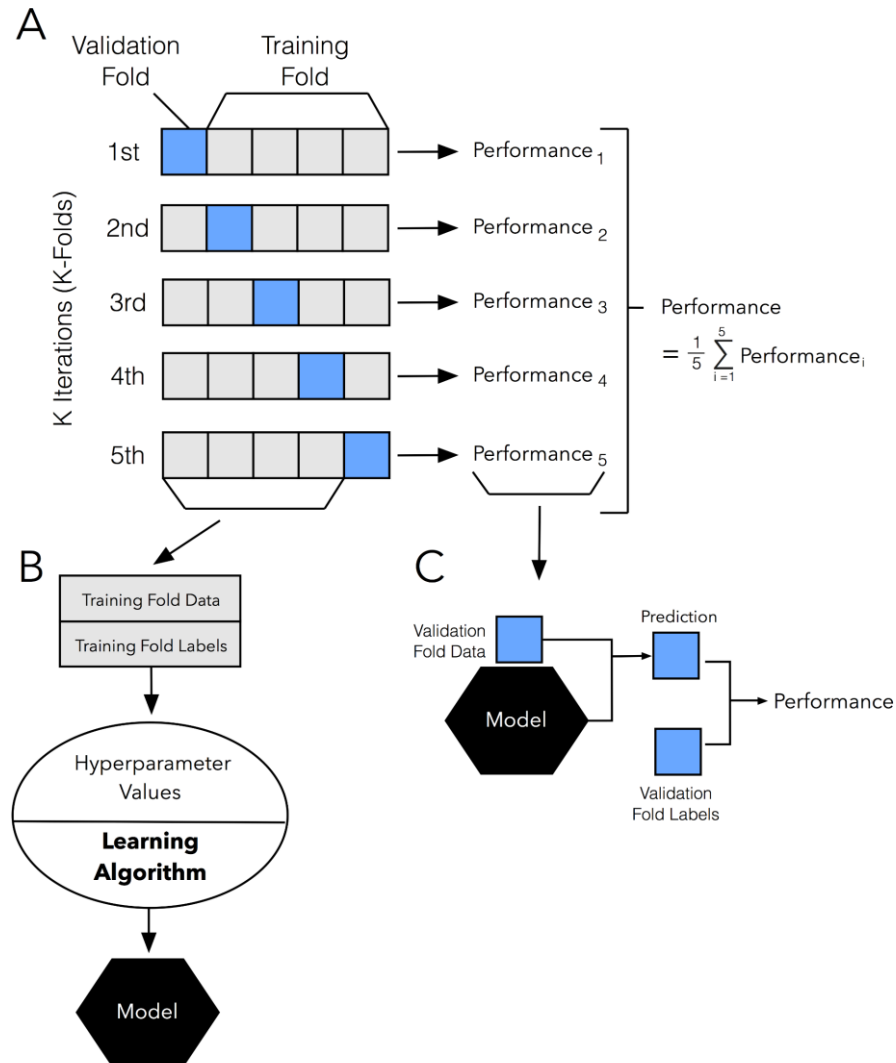 A
Validation
Fold
Training
Fold
K Iterations (K-Folds)
1st
Performance 1
2nd
Performance 2
3rd
Performance 3
4th
Performance 4
5th
Performance 5
Performance
= 1/5 5∑i=1 Performancei
B
Training Fold Data
Training Fold Labels
Hyperparameter
Values
Learning
Algorithm
Model
C
Validation
Fold Data
Model
Prediction
Validation
Fold Labels
Performance